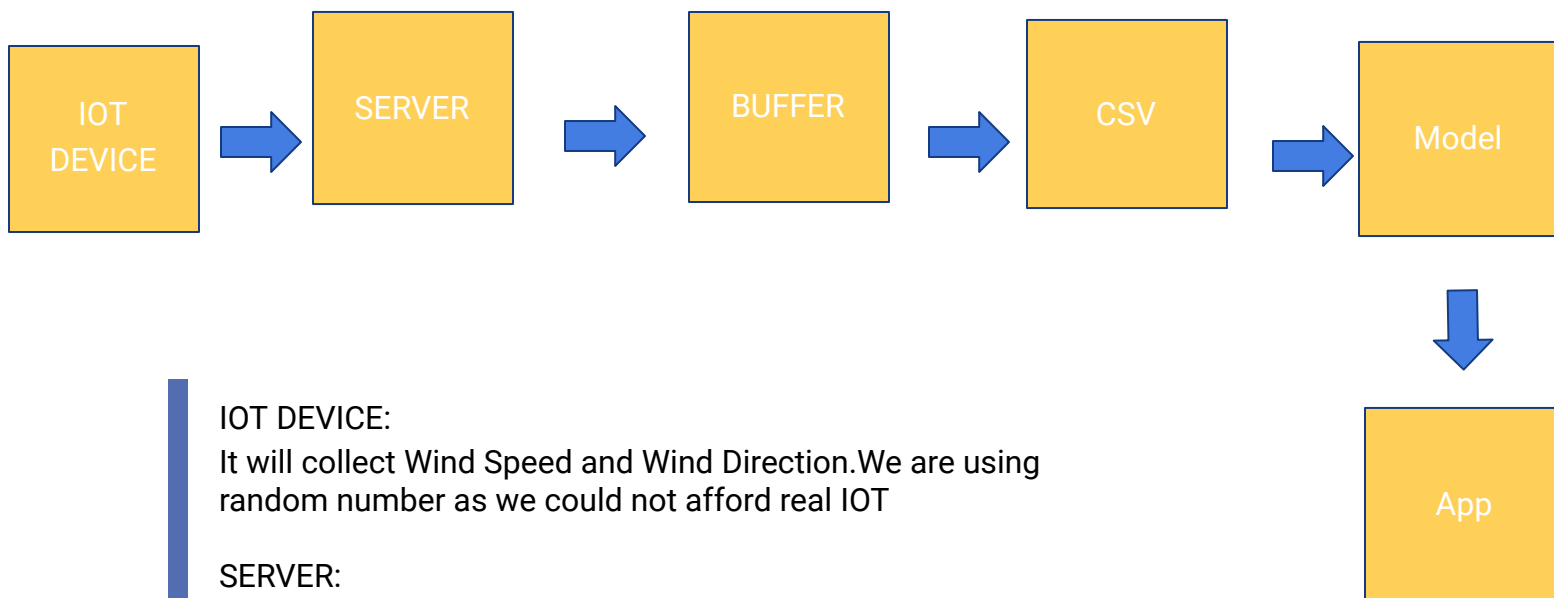 IOT
DEVICE
SERVER
BUFFER
CSV
Model
App
IOT DEVICE:
It will collect Wind Speed and Wind Direction.We are using
random number as we could not afford real IOT
SERVER: